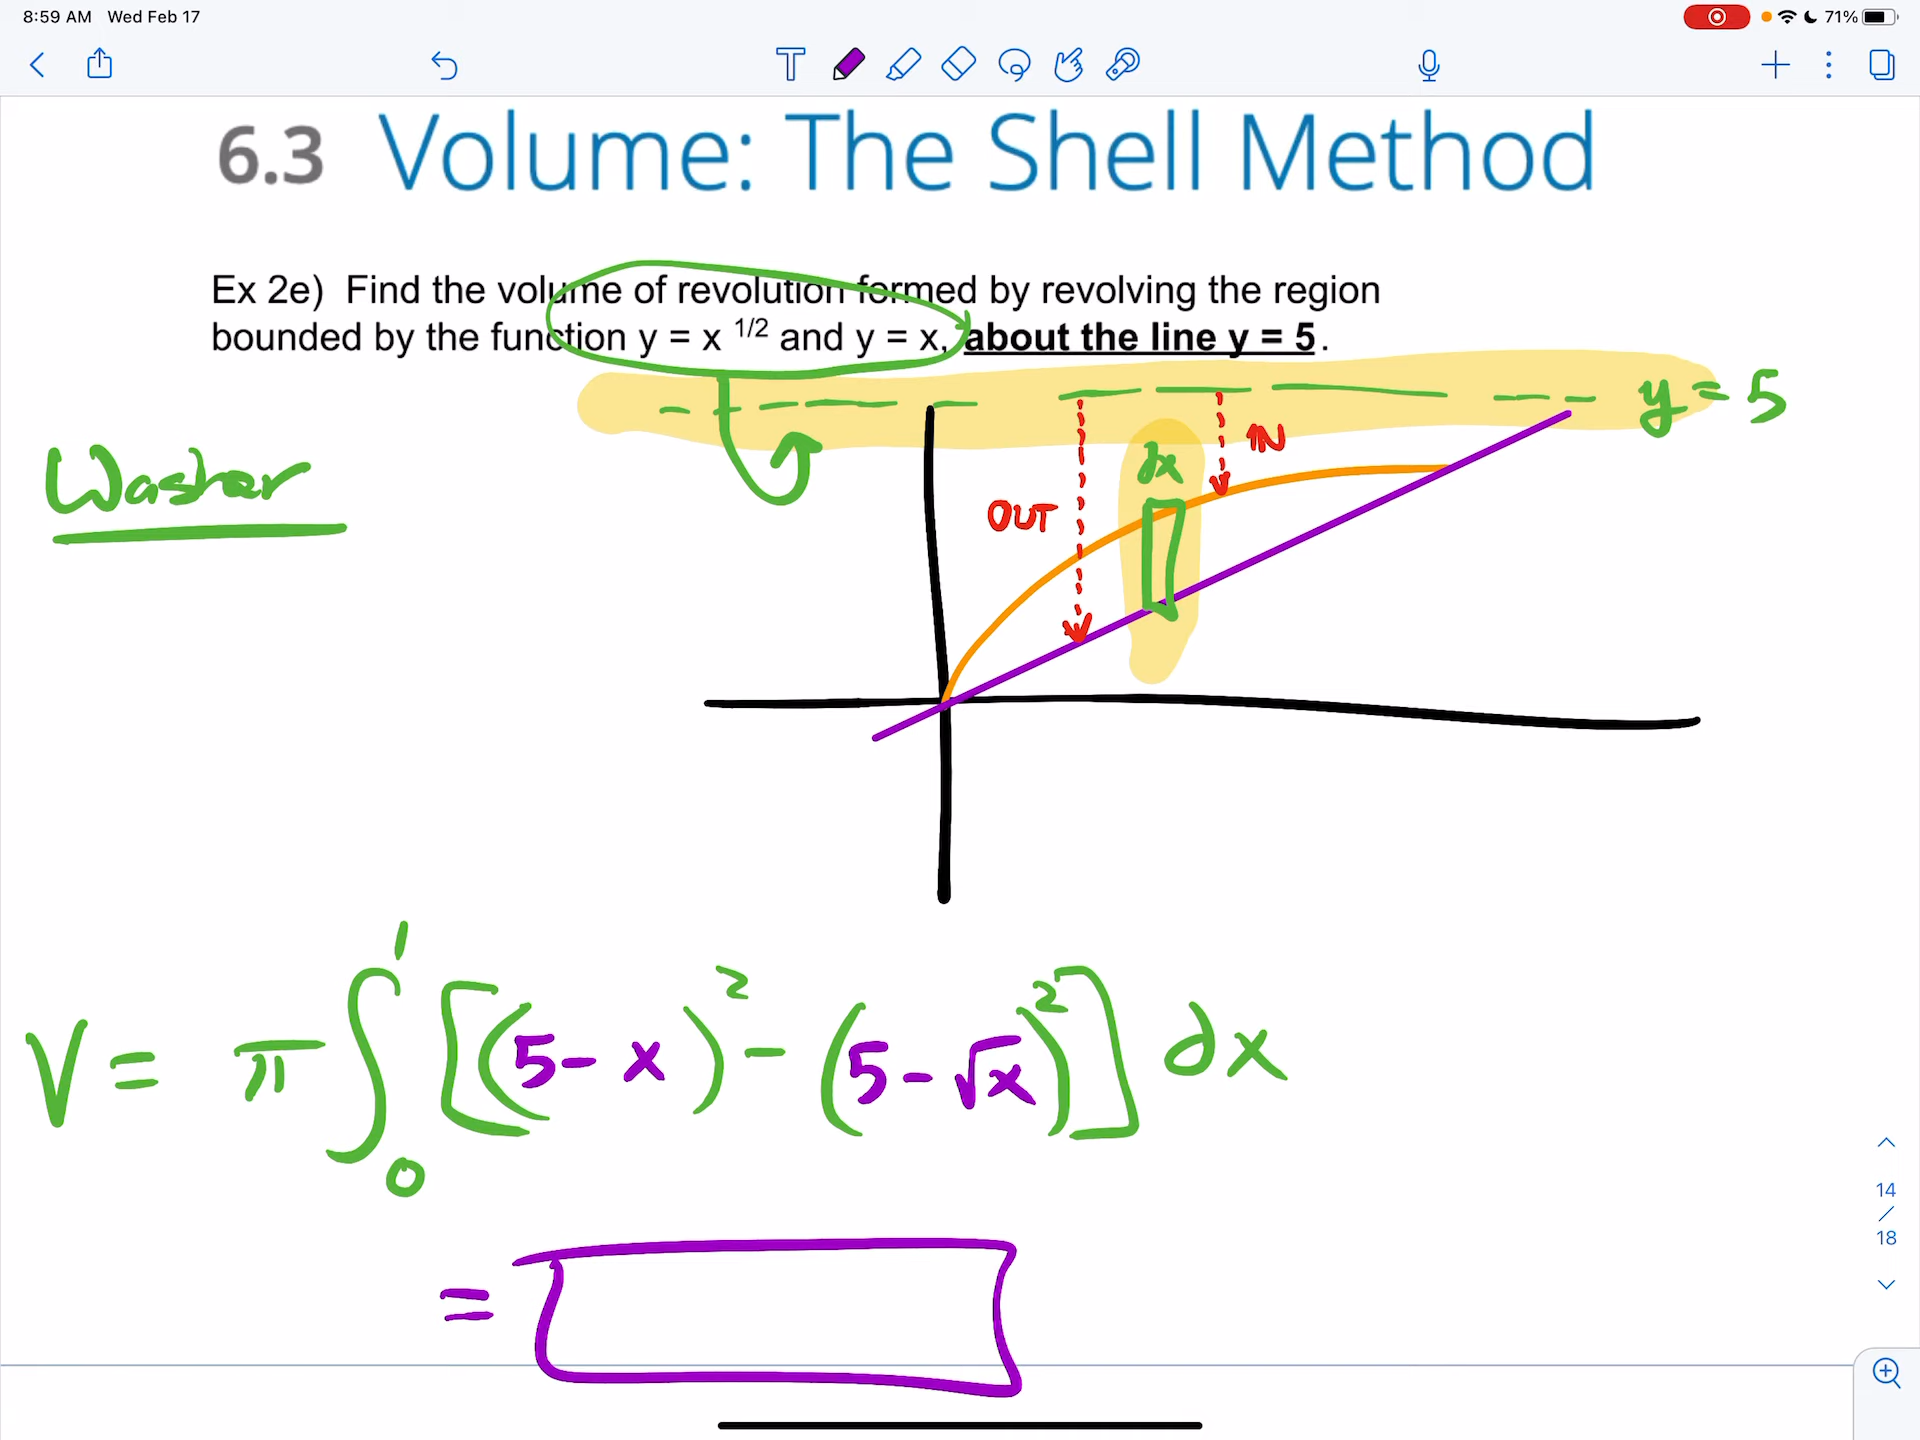 8:59 AM Wed Feb 17
71%
6.3 Volume: The Shell Method
Ex 2e) Find the volume of revolution formed by revolving the region
bounded by the function y = x ^1/2 and y = x, about the line y = 5.
y = 5
Washer
IN
dx
OUT
V = π ∫₀¹ [(5-x)² - (5-√x)²] dx
=
14
/
18